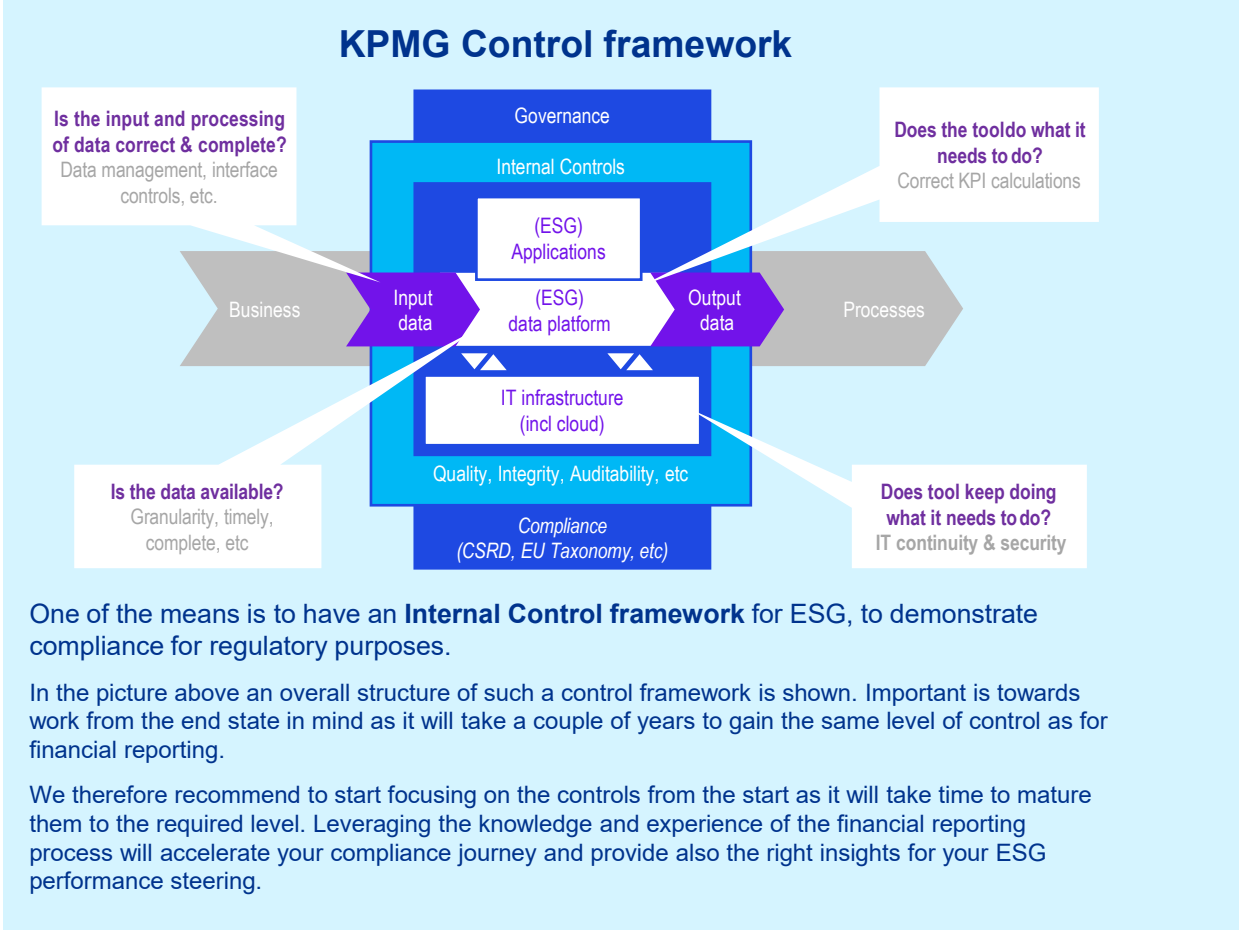 KPMG Control framework
Is the input and processing
of data correct & complete?
Data management, interface
controls, etc.
Governance
Does the tooldo what it
needs to do?
Correct KPI calculations
Internal Controls
(ESG)
Applications
Business
Input
data
(ESG)
data platform
Output
data
Processes
IT infrastructure
(incl cloud)
Quality, Integrity, Auditability, etc
Is the data available?
Granularity, timely,
complete, etc
Compliance
(CSRD, EU Taxonomy, etc)
Does tool keep doing
what it needs to do?
IT continuity & security
One of the means is to have an Internal Control framework for ESG, to demonstrate
compliance for regulatory purposes.
In the picture above an overall structure of such a control framework is shown. Important is towards
work from the end state in mind as it will take a couple of years to gain the same level of control as for
financial reporting.
We therefore recommend to start focusing on the controls from the start as it will take time to mature
them to the required level. Leveraging the knowledge and experience of the financial reporting
process will accelerate your compliance journey and provide also the right insights for your ESG
performance steering.